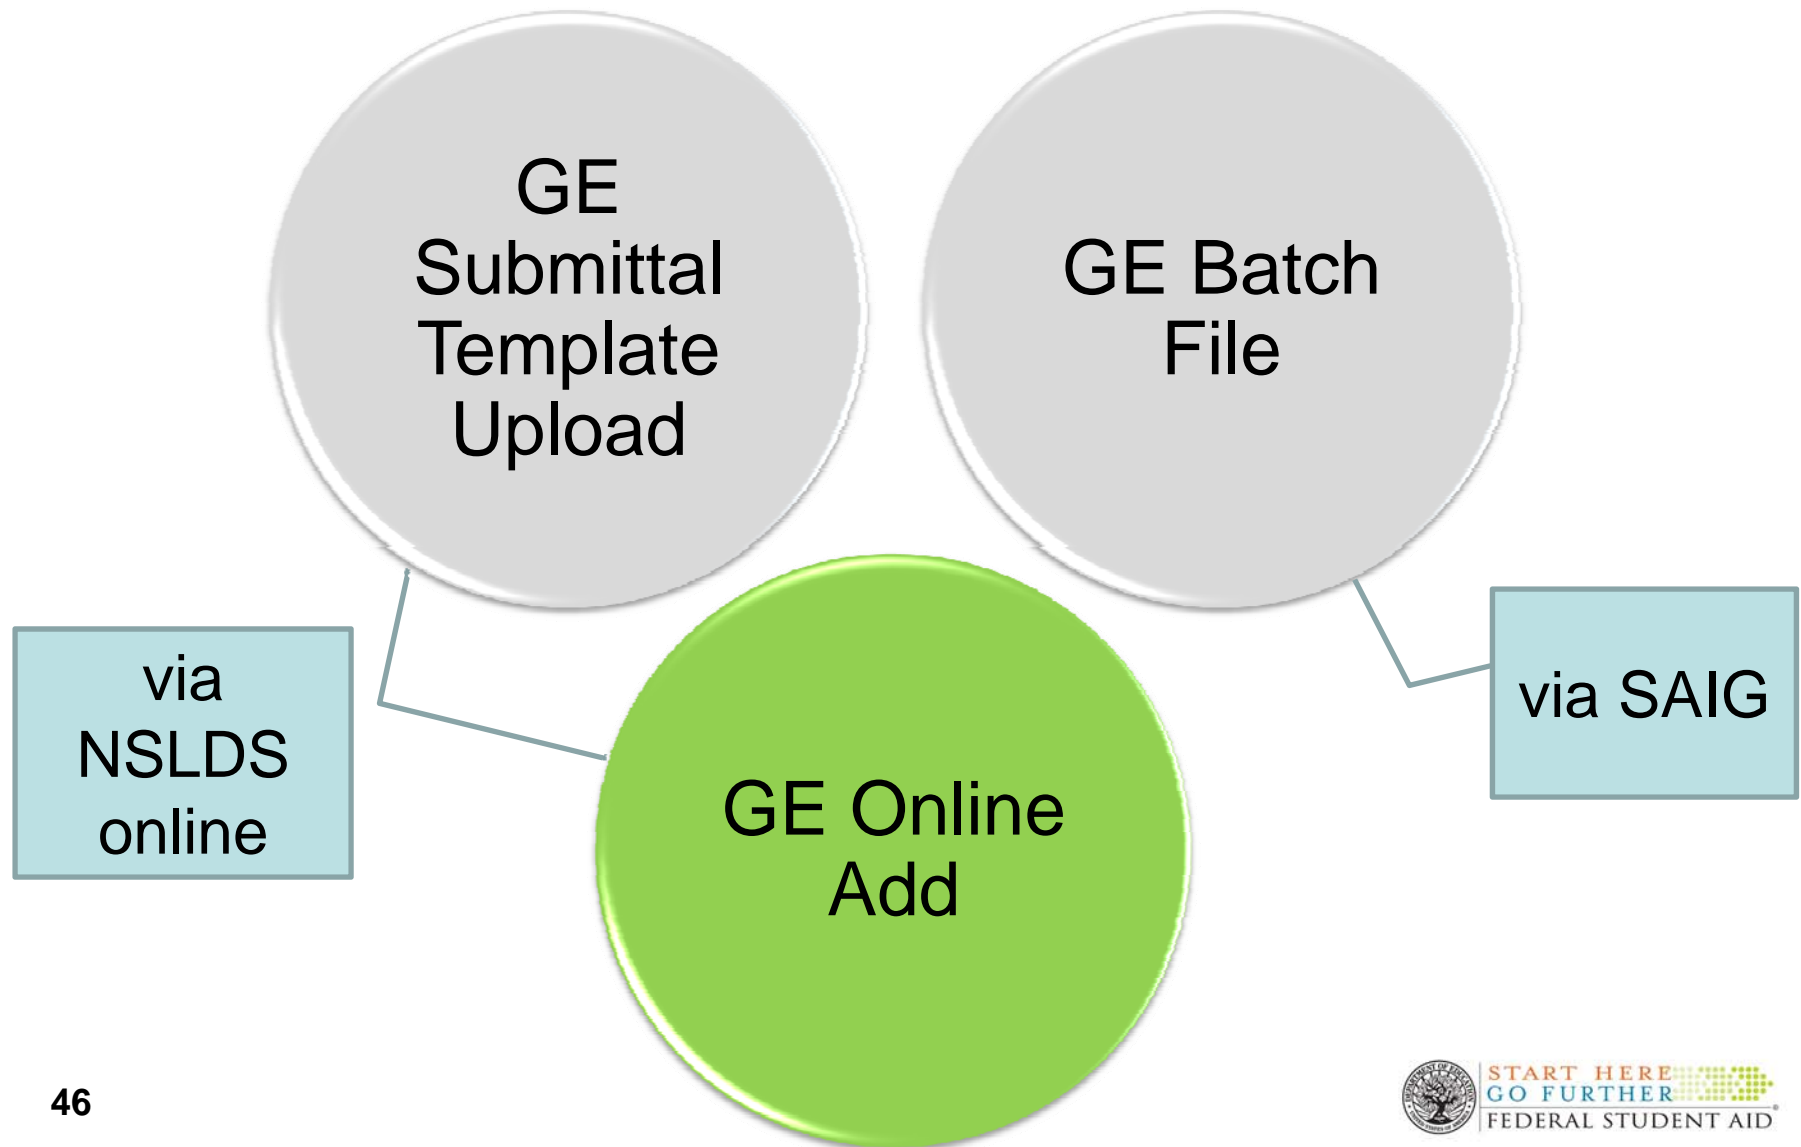 GE
Submittal
Template
Upload
GE Batch
File
via
NSLDS
online
via SAIG
GE Online
Add
46
START HERE
GO FURTHER
FEDERAL STUDENT AID